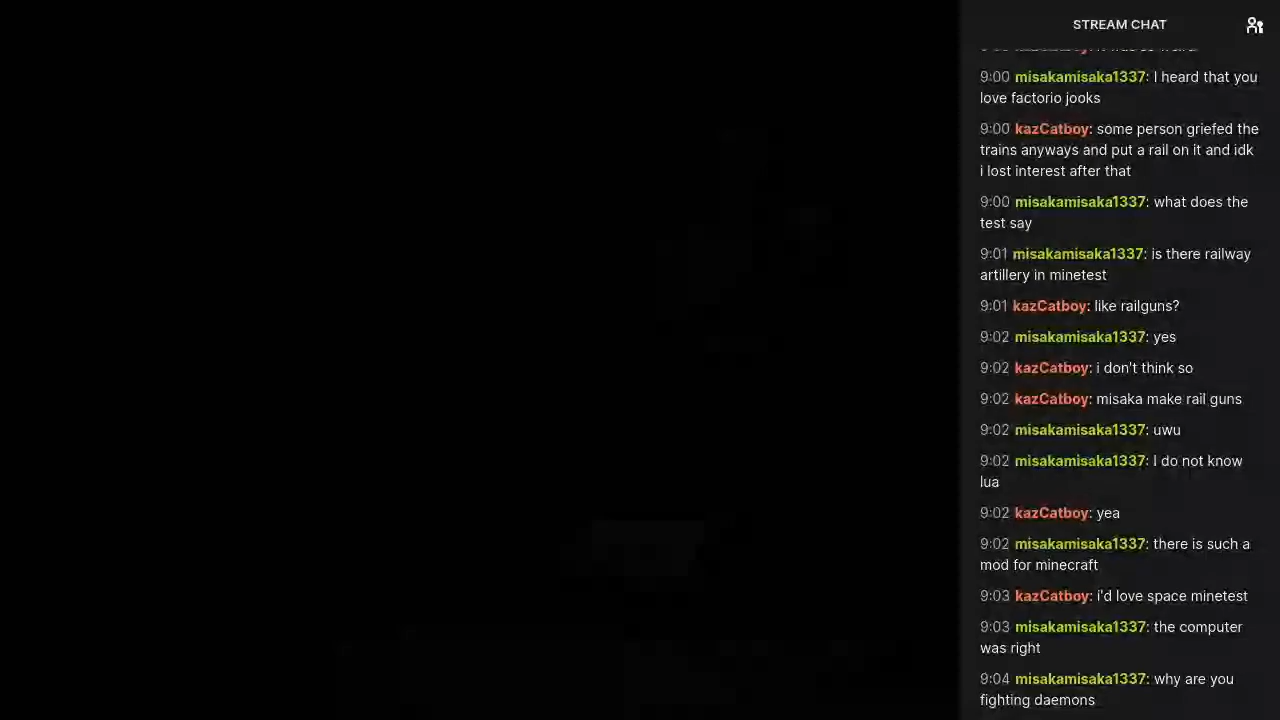 STREAM CHAT
9:00 misakamisaka1337: I heard that you
love factorio jooks
9:00 kazCatboy: some person griefed the
trains anyways and put a rail on it and idk
i lost interest after that
9:00 misakamisaka1337: what does the
test say
9:01 misakamisaka1337: is there railway
artillery in minetest
9:01 kazCatboy: like railguns?
9:02 misakamisaka1337: yes
9:02 kazCatboy: i don't think so
9:02 kazCatboy: misaka make rail guns
9:02 misakamisaka1337: uwu
9:02 misakamisaka1337: I do not know
lua
9:02 kazCatboy: yea
9:02 misakamisaka1337: there is such a
mod for minecraft
9:03 kazCatboy: i'd love space minetest
9:03 misakamisaka1337: the computer
was right
9:04 misakamisaka1337: why are you
fighting daemons